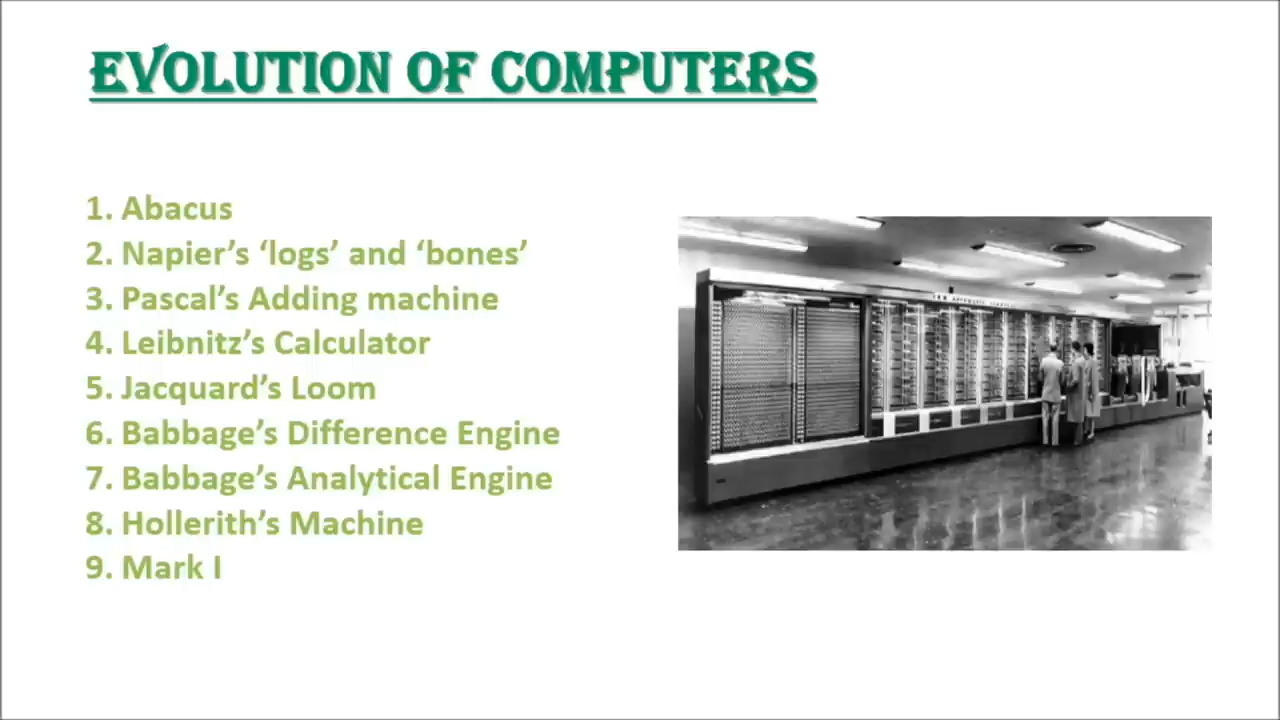 EVOLUTION OF COMPUTERS
1. Abacus
2. Napier’s ‘logs’ and ‘bones’
3. Pascal’s Adding machine
4. Leibnitz’s Calculator
5. Jacquard’s Loom
6. Babbage’s Difference Engine
7. Babbage’s Analytical Engine
8. Hollerith’s Machine
9. Mark I